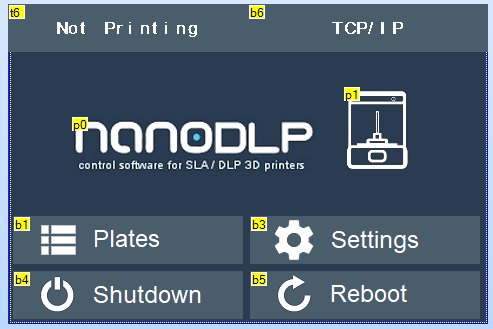 t6 Not Printing b6 TCP/IP
p0 nanoDLP p1
control software for SLA / DLP 3D printers
b1 Plates b3 Settings
b4 Shutdown b5 Reboot